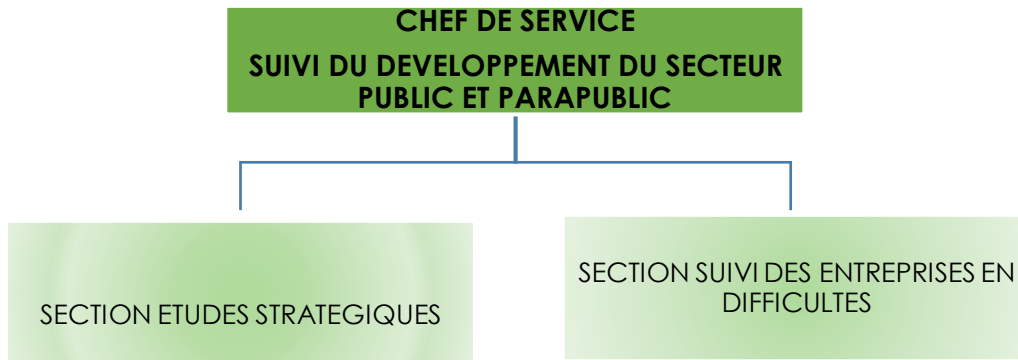 CHEF DE SERVICE
SUIVI DU DEVELOPPEMENT DU SECTEUR
PUBLIC ET PARAPUBLIC
SECTION ETUDES STRATEGIQUES
SECTION SUIVI DES ENTREPRISES EN
DIFFICULTES